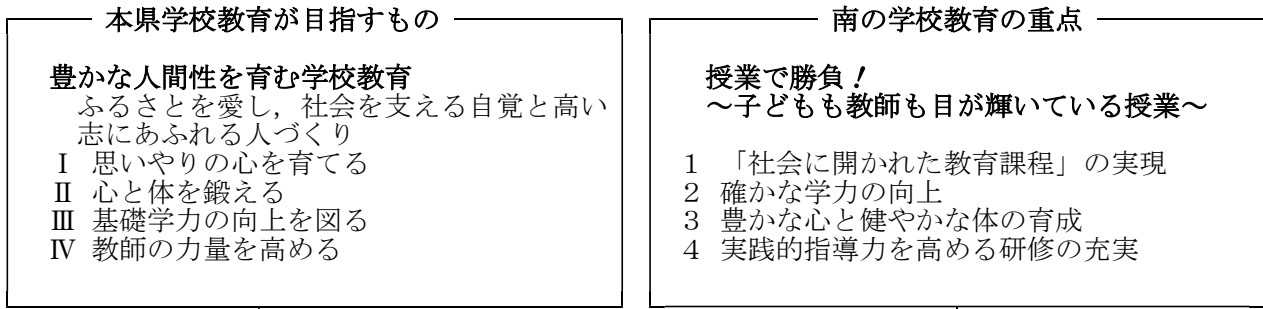 本県学校教育が目指すもの
豊かな人間性を育む学校教育
ふるさとを愛し，社会を支える自覚と高い
志にあふれる人づくり
Ⅰ 思いやりの心を育てる
Ⅱ 心と体を鍛える
Ⅲ 基礎学力の向上を図る
Ⅳ 教師の力量を高める
南の学校教育の重点
授業で勝負！
～子どもも教師も目が輝いている授業～
１ 「社会に開かれた教育課程」の実現
２ 確かな学力の向上
３ 豊かな心と健やかな体の育成
４ 実践的指導力を高める研修の充実